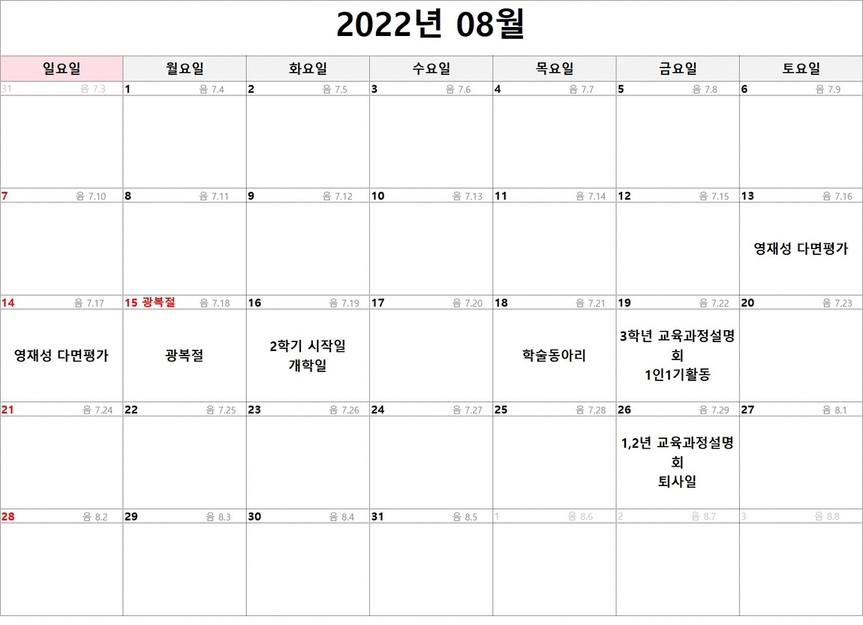 2022년 08월
일요일 월요일 화요일 수요일 목요일 금요일 토요일
31 음 7.3 1 음 7.4 2 음 7.5 3 음 7.6 4 음 7.7 5 음 7.8 6 음 7.9
7 음 7.10 8 음 7.11 9 음 7.12 10 음 7.13 11 음 7.14 12 음 7.15 13 음 7.16
영재성 다면평가
14 음 7.17 15 광복절 음 7.18 16 음 7.19 17 음 7.20 18 음 7.21 19 음 7.22 20 음 7.23
영재성 다면평가
광복절
2학기 시작일
개학일
학술동아리
3학년 교육과정설명
회
1인1기활동
21 음 7.24 22 음 7.25 23 음 7.26 24 음 7.27 25 음 7.28 26 음 7.29 27 음 8.1
1,2년 교육과정설명
회
퇴사일
28 음 8.2 29 음 8.3 30 음 8.4 31 음 8.5 1 음 8.6 2 음 8.7 3 음 8.8